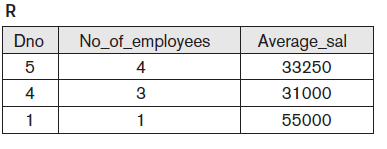 R
Dno No_of_employees Average_sal
5 4 33250
4 3 31000
1 1 55000